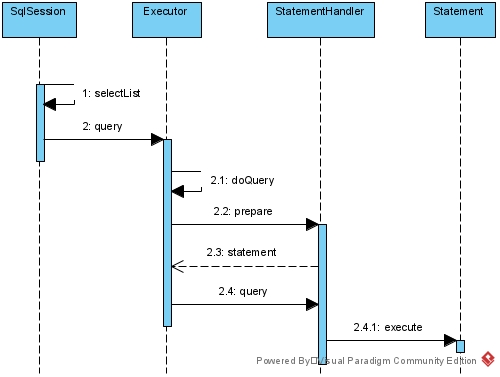 SqlSession
Executor
StatementHandler
Statement
1: selectList
2: query
2.1: doQuery
2.2: prepare
2.3: statement
2.4: query
2.4.1: execute
Powered By Visual Paradigm Community Edition